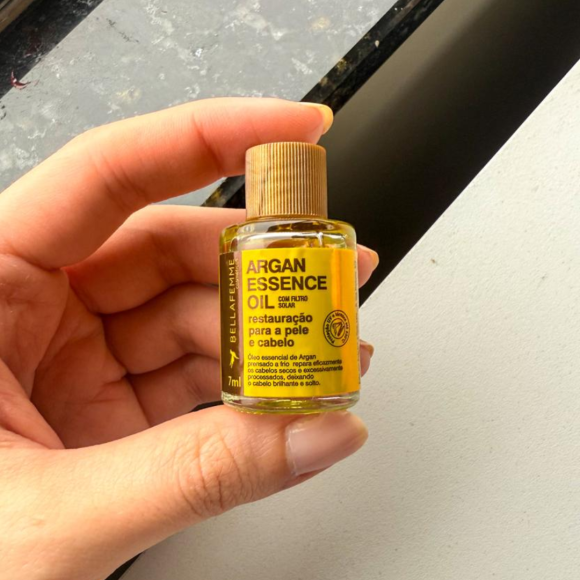 BELLAFEMME
7ml
ARGAN
ESSENCE
OIL COM FILTRO
SOLAR
restauração
para a pele
e cabelo
Óleo essencial de Argan
prensado a frio repara eficazmente
os cabelos secos e excessivamente
processados, deixando
o cabelo brilhante e solto.